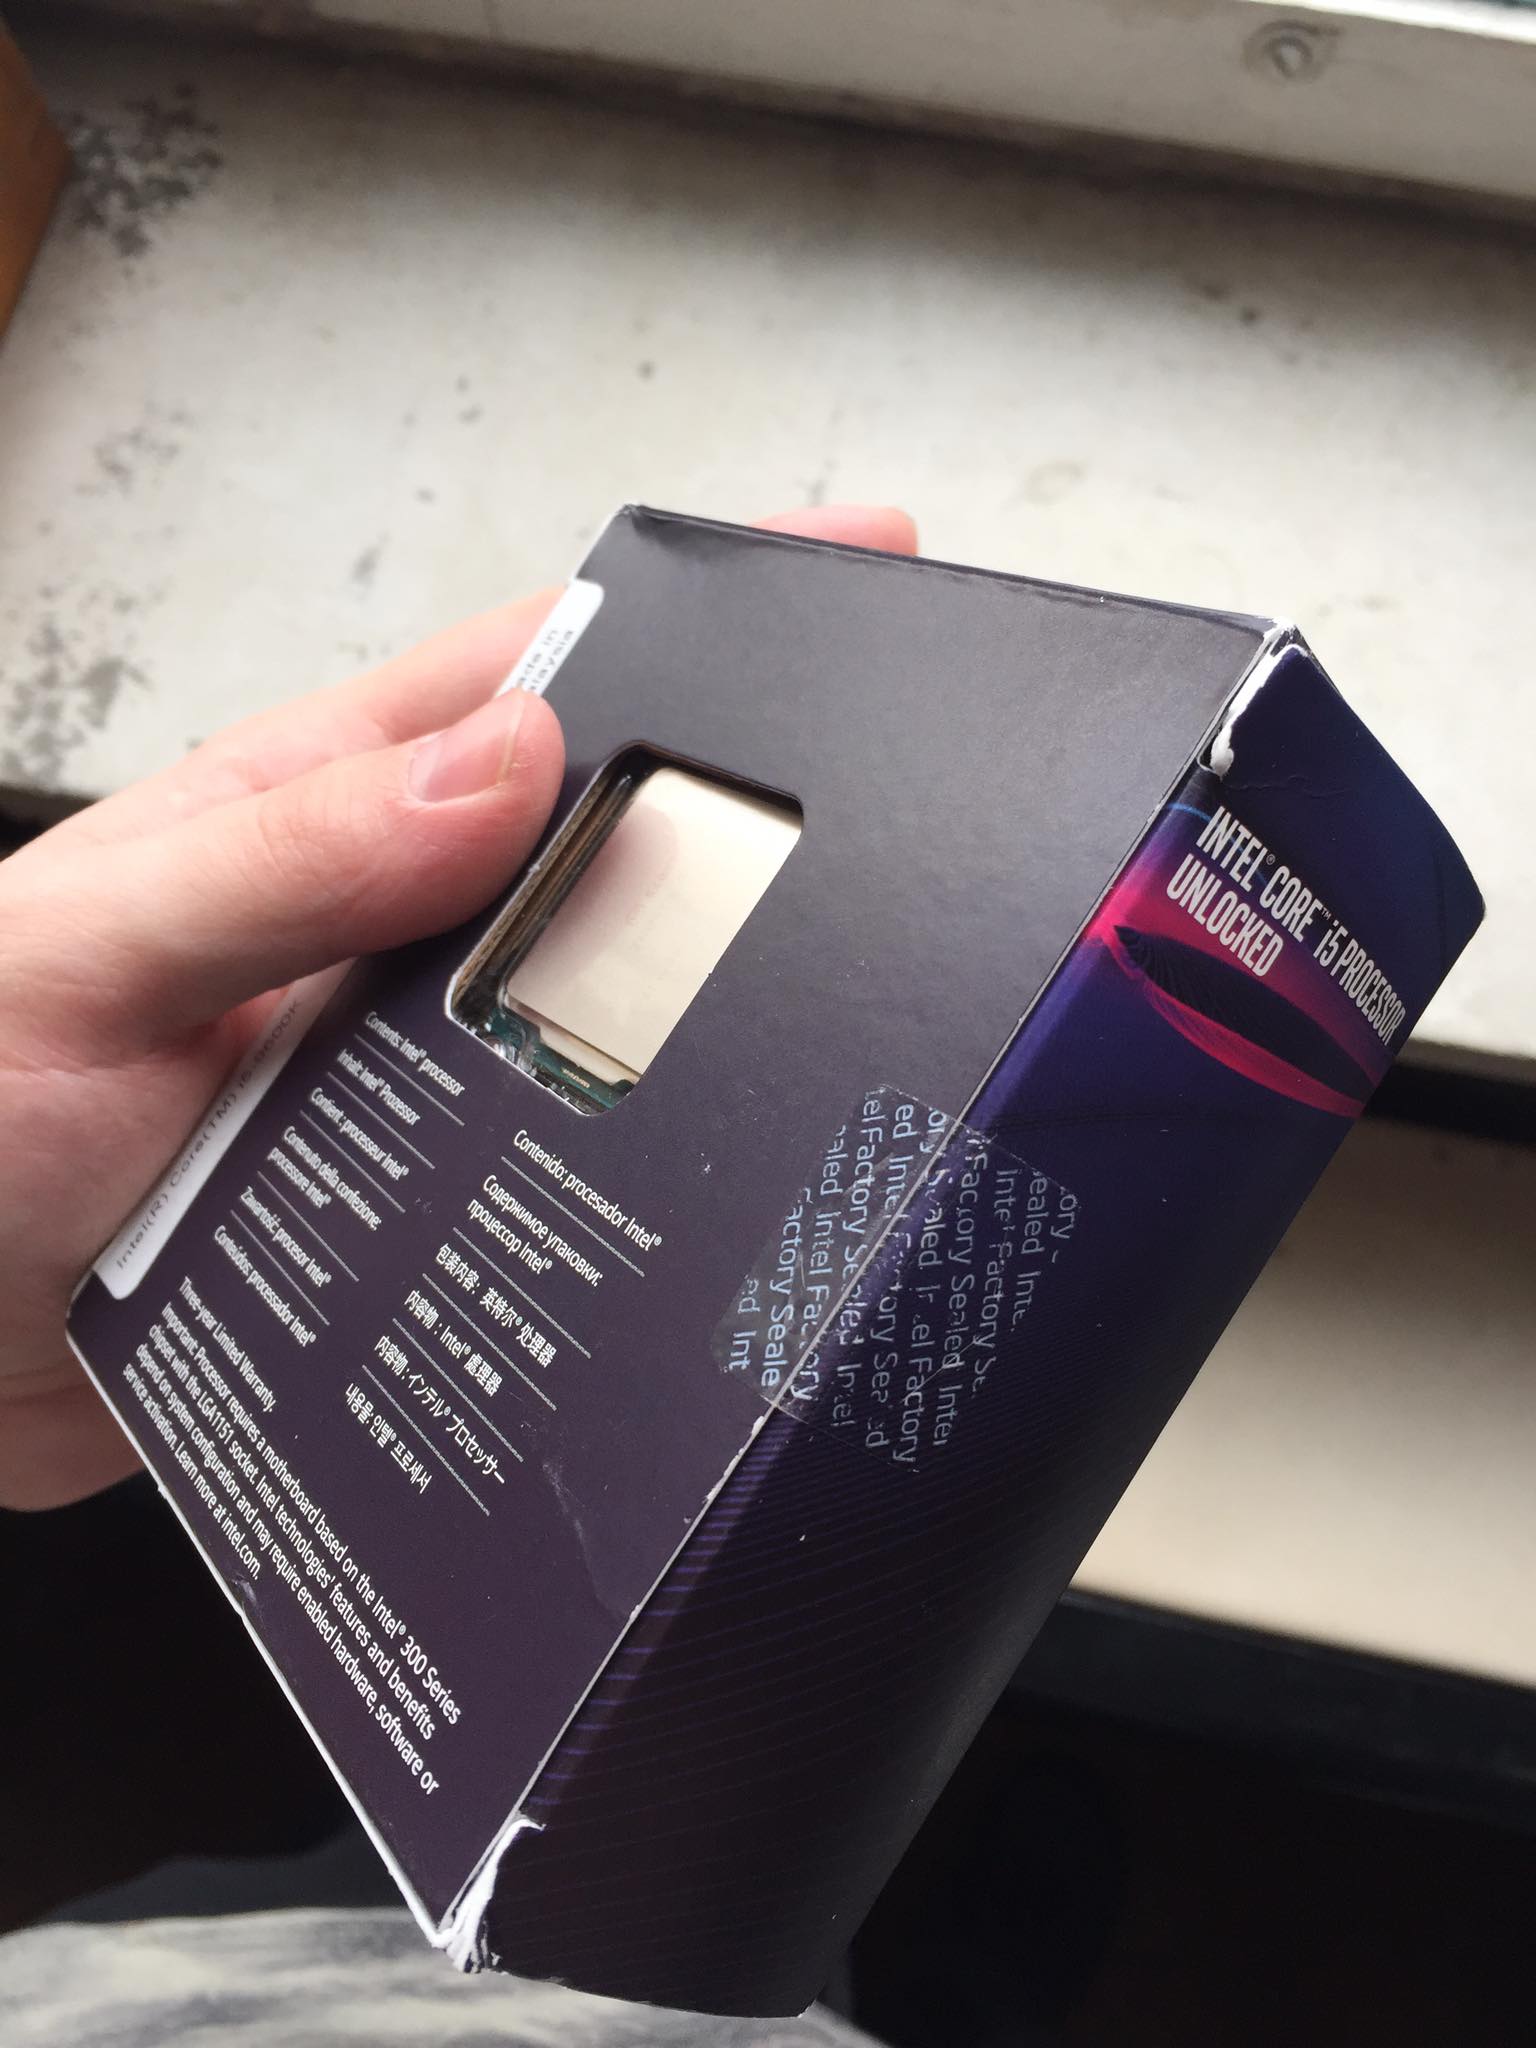 INTEL® CORE™ i5 PROCESSOR
UNLOCKED
ade in
alaysia
Intel(R) Core(TM) i5-9600K
Contents: Intel® processor
Inhalt: Intel® Prozessor
Contient : processeur Intel®
Contenuto della confezione:
processore Intel®
Zawartość: procesor Intel®
Conteúdos: processador Intel®
Contenido: procesador Intel®
Содержимое упаковки:
процессор Intel®
包装内容：英特尔® 处理器
內容物：Intel® 處理器
内容物：インテル® プロセッサー
내용물: 인텔® 프로세서
Three-year Limited Warranty.
Important: Processor requires a motherboard based on the Intel® 300 Series
chipset with the LGA1151 socket. Intel technologies' features and benefits
depend on system configuration and may require enabled hardware, software or
service activation. Learn more at intel.com.
Factory Sealed Intel